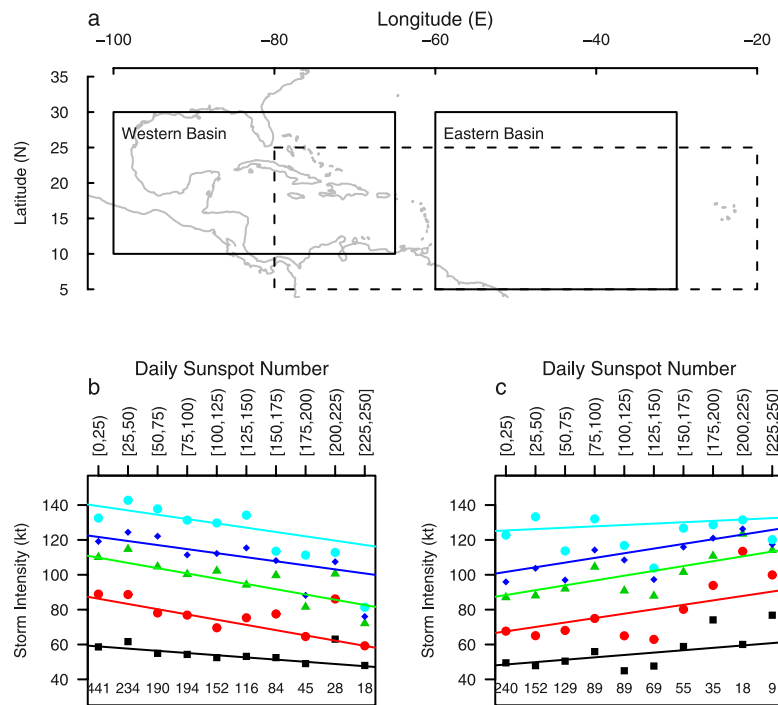 a
Longitude (E)
−100 −80 −60 −40 −20
Latitude (N)
35
30
25
20
15
10
5
Western Basin
Eastern Basin
b
Daily Sunspot Number
[0,25) [25,50) [50,75) [75,100) [100,125) [125,150) [150,175) [175,200) [200,225) [225,250]
Storm Intensity (kt)
140
120
100
80
60
40
441 234 190 194 152 116 84 45 28 18
c
Daily Sunspot Number
[0,25) [25,50) [50,75) [75,100) [100,125) [125,150) [150,175) [175,200) [200,225) [225,250]
Storm Intensity (kt)
140
120
100
80
60
40
240 152 129 89 89 69 55 35 18 9